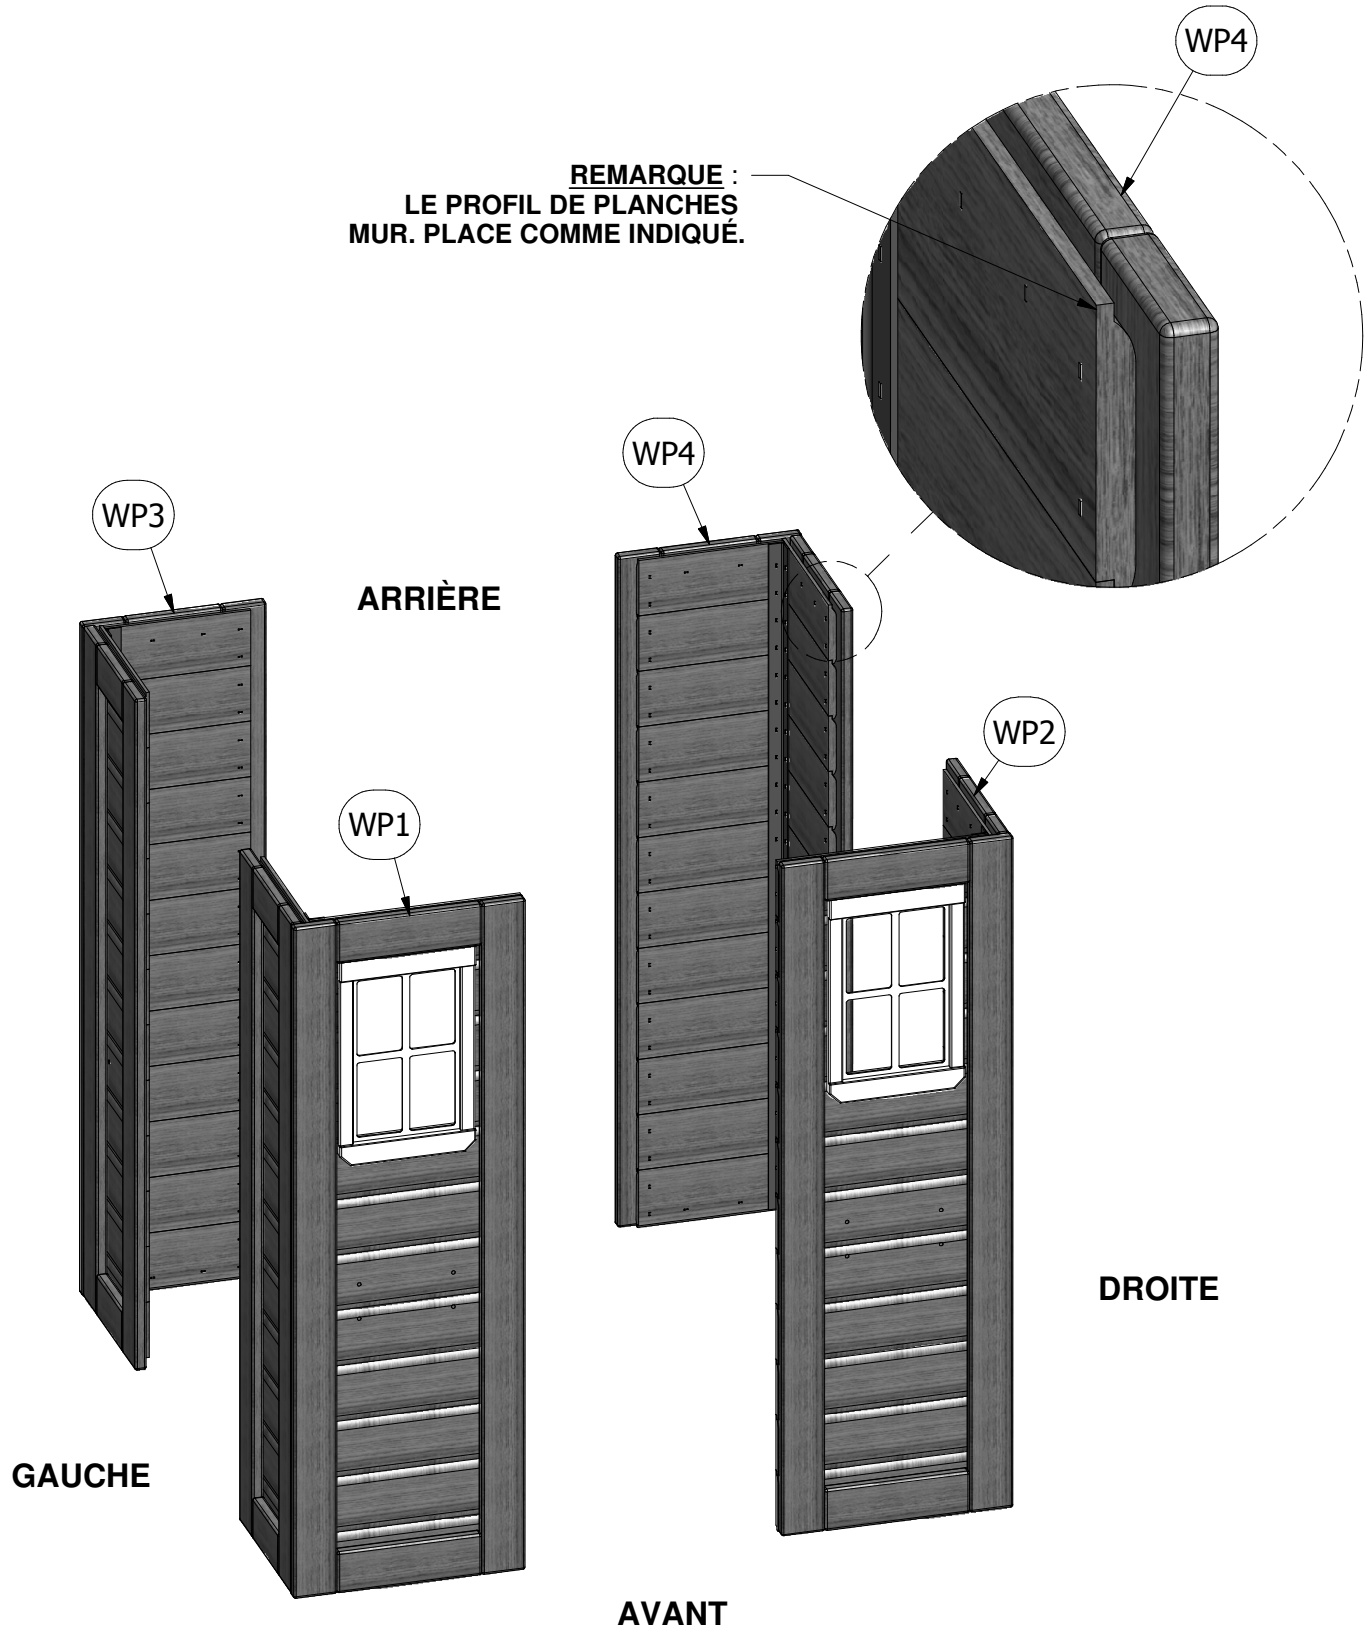 WP4
REMARQUE :
LE PROFIL DE PLANCHES
MUR. PLACE COMME INDIQUÉ.
WP4
WP3
ARRIÈRE
WP2
WP1
DROITE
GAUCHE
AVANT